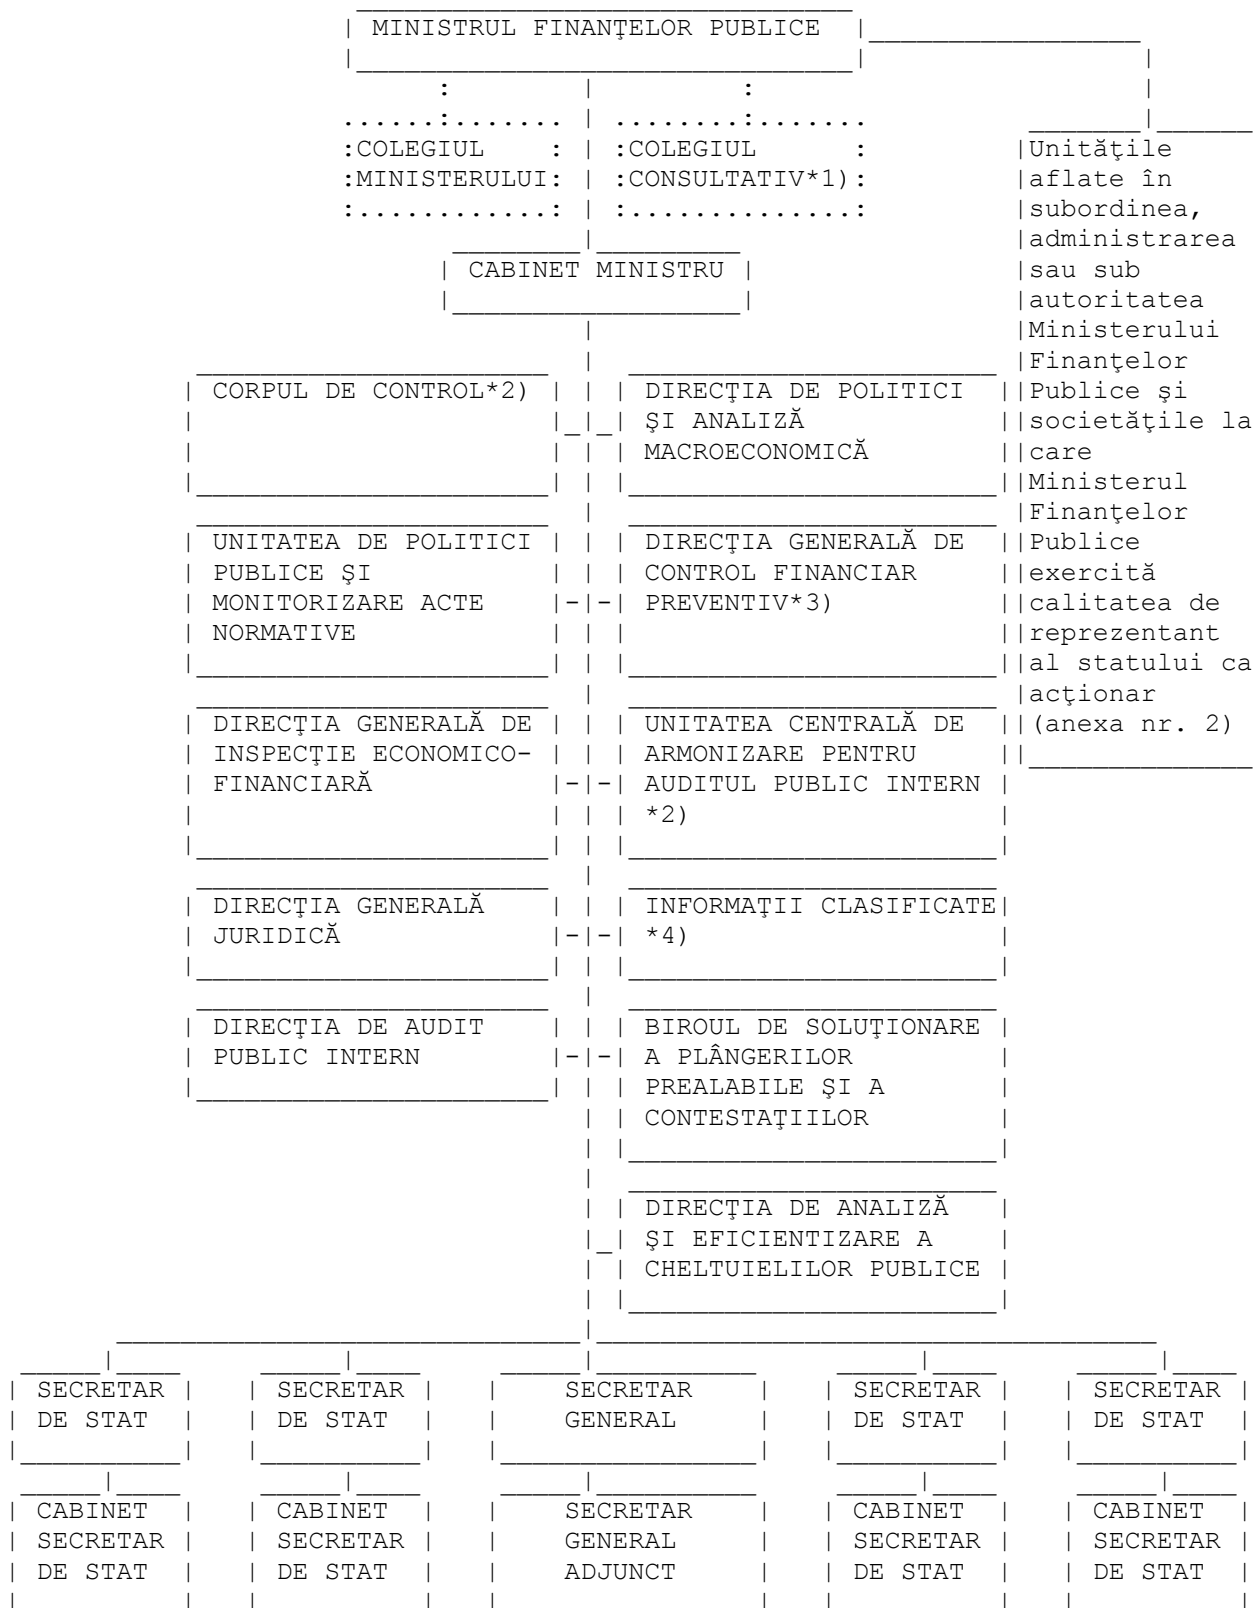 MINISTRUL FINANŢELOR PUBLICE
COLEGIUL
MINISTERULUI
COLEGIUL
CONSULTATIV*1)
CABINET MINISTRU
Unităţile
aflate în
subordinea,
administrarea
sau sub
autoritatea
Ministerului
Finanţelor
Publice şi
societăţile la
care
Ministerul
Finanţelor
Publice
exercită
calitatea de
reprezentant
al statului ca
acţionar
(anexa nr. 2)
CORPUL DE CONTROL*2)
DIRECŢIA DE POLITICI
ŞI ANALIZĂ
MACROECONOMICĂ
UNITATEA DE POLITICI
PUBLICE ŞI
MONITORIZARE ACTE
NORMATIVE
DIRECŢIA GENERALĂ DE
CONTROL FINANCIAR
PREVENTIV*3)
DIRECŢIA GENERALĂ DE
INSPECŢIE ECONOMICO-
FINANCIARĂ
UNITATEA CENTRALĂ DE
ARMONIZARE PENTRU
AUDITUL PUBLIC INTERN
*2)
DIRECŢIA GENERALĂ
JURIDICĂ
INFORMAŢII CLASIFICATE
*4)
DIRECŢIA DE AUDIT
PUBLIC INTERN
BIROUL DE SOLUŢIONARE
A PLÂNGERILOR
PREALABILE ŞI A
CONTESTAŢIILOR
DIRECŢIA DE ANALIZĂ
ŞI EFICIENTIZARE A
CHELTUIELILOR PUBLICE
SECRETAR
DE STAT
SECRETAR
DE STAT
SECRETAR
GENERAL
SECRETAR
DE STAT
SECRETAR
DE STAT
CABINET
SECRETAR
DE STAT
CABINET
SECRETAR
DE STAT
SECRETAR
GENERAL
ADJUNCT
CABINET
SECRETAR
DE STAT
CABINET
SECRETAR
DE STAT